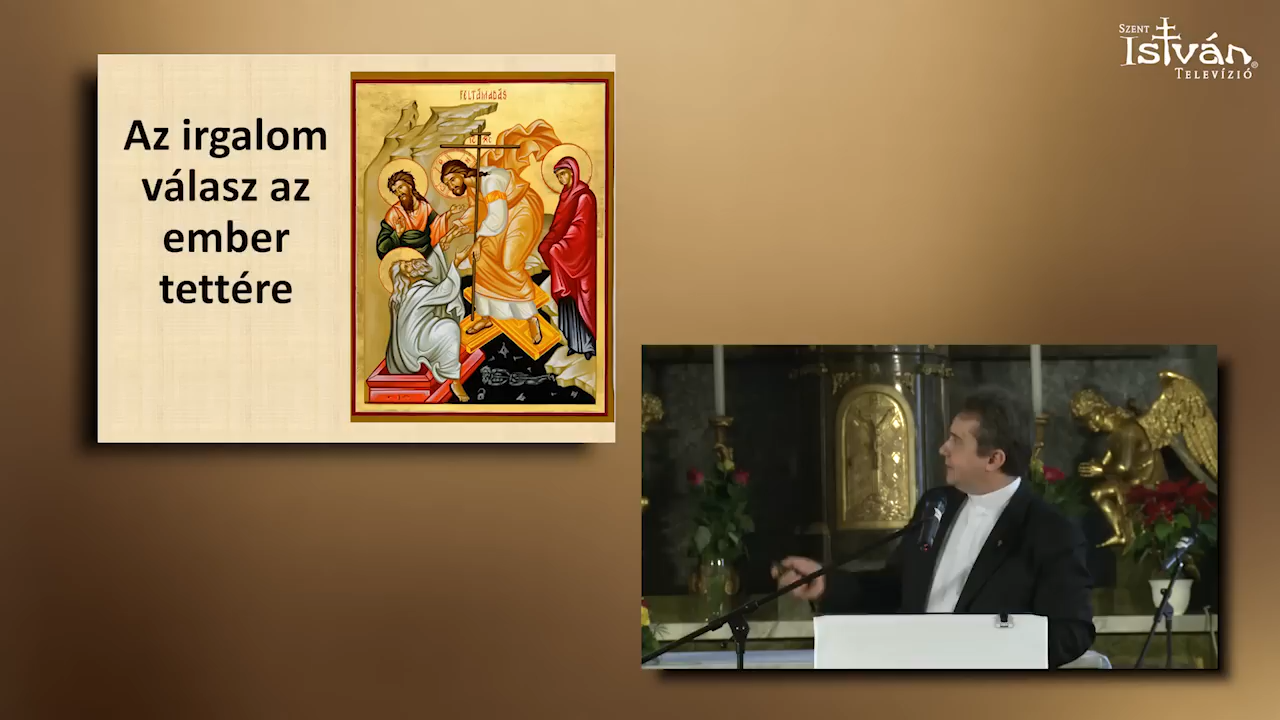 Az irgalom
válasz az
ember
tettére
FELTÁMADÁS
SZENT
ISTVÁN
TELEVÍZIÓ